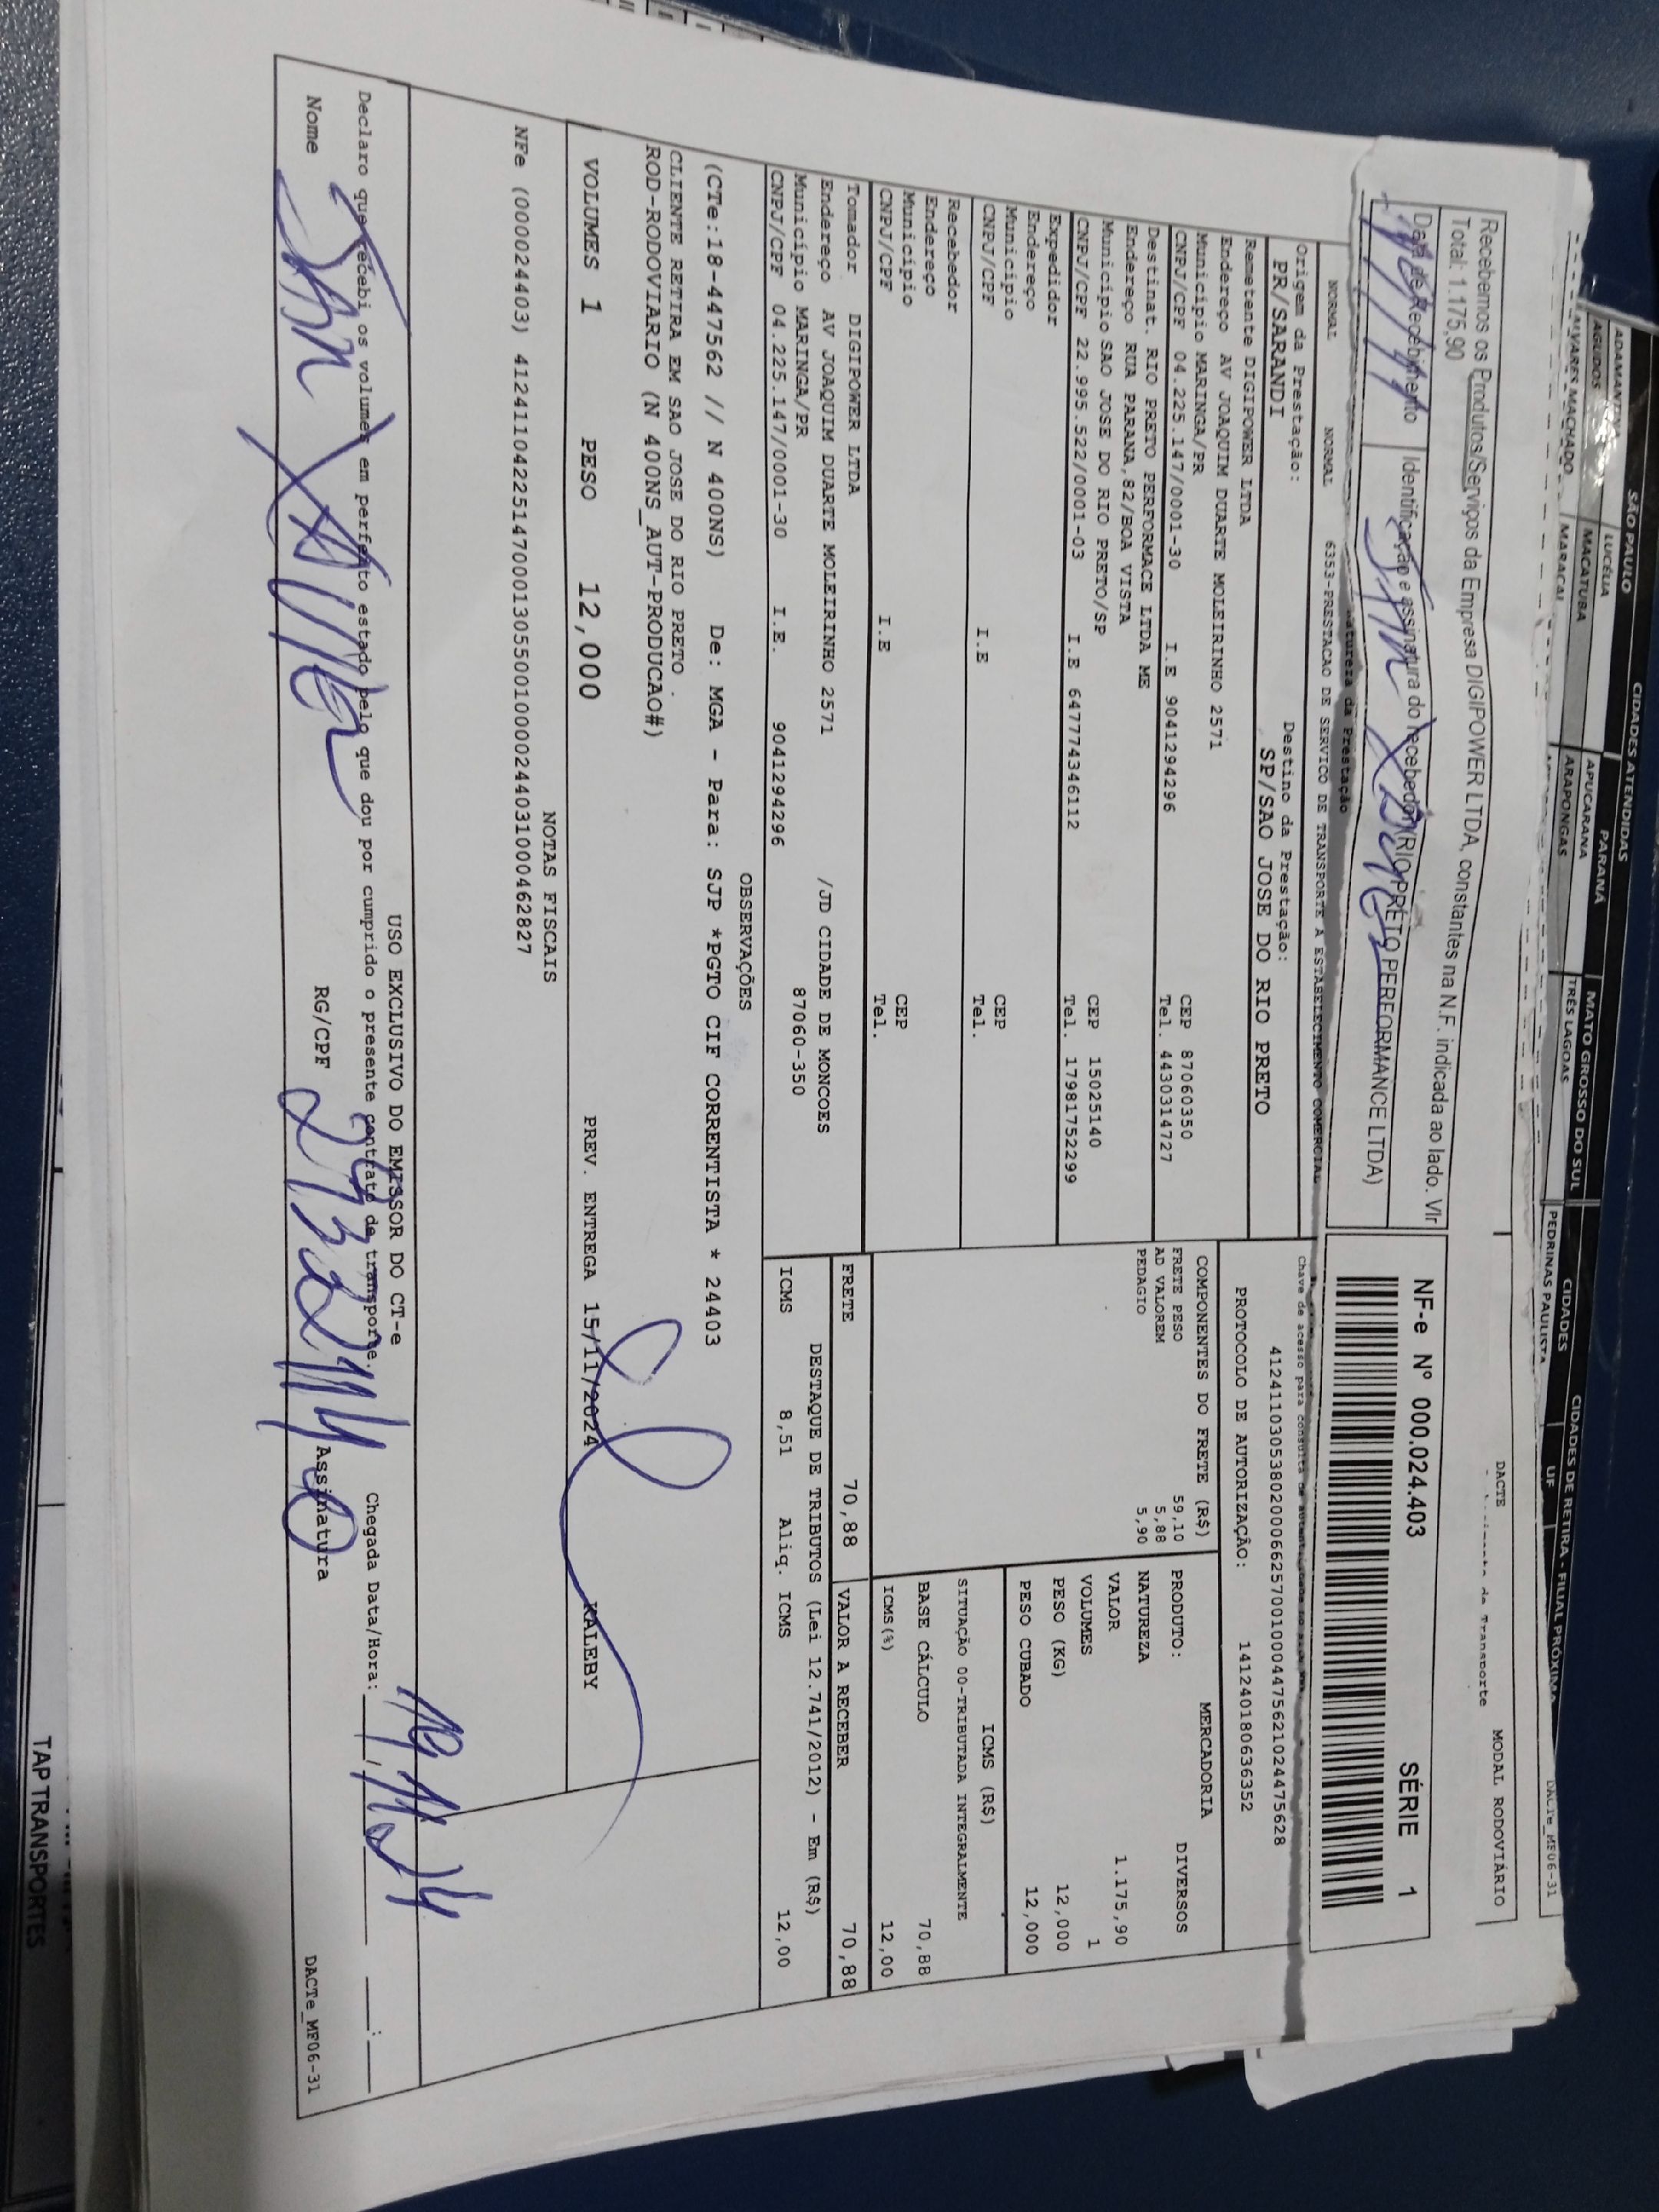 SÃO PAULO CIDADES ATENDIDAS PARANÁ MATO GROSSO DO SUL CIDADES CIDADES DE RETIRA - FILIAL PRÓXIMA
ADAMANTINA LUCÉLIA APUCARANA TRÊS LAGOAS PEDRINAS PAULISTA UF
AGUDOS MACATUBA ARAPONGAS
ALVARES MACHADO MARACAI
DACTE_MF06-31
DACTE MODAL RODOVIÁRIO
de Transporte
Recebemos os Produtos/Serviços da Empresa DIGIPOWER LTDA, constantes na N.F. indicada ao lado. Vlr
Total: 1.175,90
NF-e Nº 000.024.403 SÉRIE 1
Data de Recebimento Identificação e assinatura do recebedor (RIO PRETO PERFORMANCE LTDA)
Natureza da Prestação
NORMAL NORMAL 6353-PRESTACAO DE SERVICO DE TRANSPORTE A ESTABELECIMENTO COMERCIAL
Chave de acesso para consulta de
Origem da Prestação: Destino da Prestação:
PR/SARANDI SP/SAO JOSE DO RIO PRETO
41241103053802000662570010004475621024475628
PROTOCOLO DE AUTORIZAÇÃO: 141240180636352
Remetente DIGIPOWER LTDA
Endereço AV JOAQUIM DUARTE MOLEIRINHO 2571
Municipio MARINGA/PR CEP 87060350
CNPJ/CPF 04.225.147/0001-30 I.E 9041294296 Tel. 4430314727
Destinat. RIO PRETO PERFORMACE LTDA ME
Endereço RUA PARANA,82/BOA VISTA
Municipio SAO JOSE DO RIO PRETO/SP CEP 15025140
CNPJ/CPF 22.995.522/0001-03 I.E 647774346112 Tel. 17981752299
Expedidor
Endereço
Municipio CEP
CNPJ/CPF I.E Tel.
Recebedor
Endereço
Municipio CEP
CNPJ/CPF I.E Tel.
COMPONENTES DO FRETE (R$)
FRETE PESO 59,10
AD VALOREM 5,88
PEDAGIO 5,90
MERCADORIA
PRODUTO: DIVERSOS
NATUREZA
VALOR 1.175,90
VOLUMES 1
PESO (KG) 12,000
PESO CUBADO 12,000
ICMS (R$)
SITUAÇÃO 00-TRIBUTADA INTEGRALMENTE
BASE CÁLCULO 70,88
ICMS(%) 12,00
Tomador DIGIPOWER LTDA
Endereço AV JOAQUIM DUARTE MOLEIRINHO 2571 /JD CIDADE DE MONCOES
Municipio MARINGA/PR 87060-350
CNPJ/CPF 04.225.147/0001-30 I.E. 9041294296
FRETE 70,88 VALOR A RECEBER 70,88
DESTAQUE DE TRIBUTOS (Lei 12.741/2012) - Em (R$)
ICMS 8,51 Aliq. ICMS 12,00
OBSERVAÇÕES
(CTe:18-447562 // N 400NS) De: MGA - Para: SJP *PGTO CIF CORRENTISTA * 24403
CLIENTE RETIRA EM SAO JOSE DO RIO PRETO .
ROD-RODOVIARIO (N 400NS_AUT-PRODUCAO#)
VOLUMES 1 PESO 12,000 PREV. ENTREGA 15/11/2024 KALEBY
NOTAS FISCAIS
NFe (000024403) 41241104225147000130550010000244031000462827
USO EXCLUSIVO DO EMISSOR DO CT-e
Declaro que recebi os volumes em perfeito estado pelo que dou por cumprido o presente contrato de transporte. Chegada Data/Hora:
Nome RG/CPF Assinatura
DACTe_MF06-31
TAP TRANSPORTES